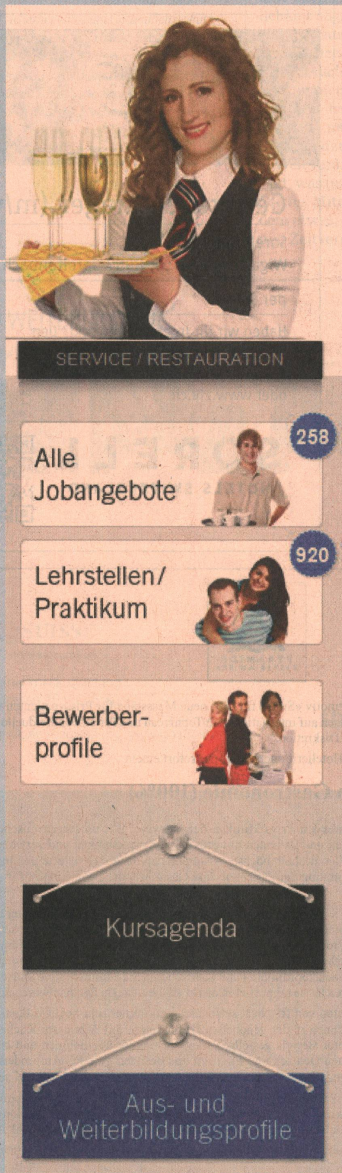 SERVICE / RESTAURATION
258
Alle
Jobangebote
920
Lehrstellen/
Praktikum
Bewerber-
profile
Kursagenda
Aus- und
Weiterbildungsprofile